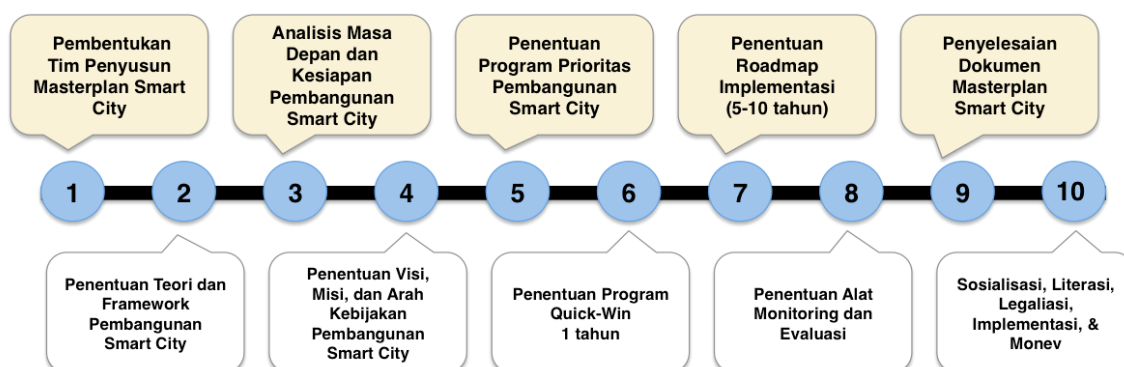 Pembentukan
Tim Penyusun
Masterplan Smart
City
Analisis Masa
Depan dan
Kesiapan
Pembangunan
Smart City
Penentuan
Program Prioritas
Pembangunan
Smart City
Penentuan
Roadmap
Implementasi
(5-10 tahun)
Penyelesaian
Dokumen
Masterplan
Smart City
1
2
3
4
5
6
7
8
9
10
Penentuan Teori dan
Framework
Pembangunan
Smart City
Penentuan Visi,
Misi, dan Arah
Kebijakan
Pembangunan
Smart City
Penentuan Program
Quick-Win
1 tahun
Penentuan Alat
Monitoring dan
Evaluasi
Sosialisasi, Literasi,
Legaliasi,
Implementasi, &
Monev